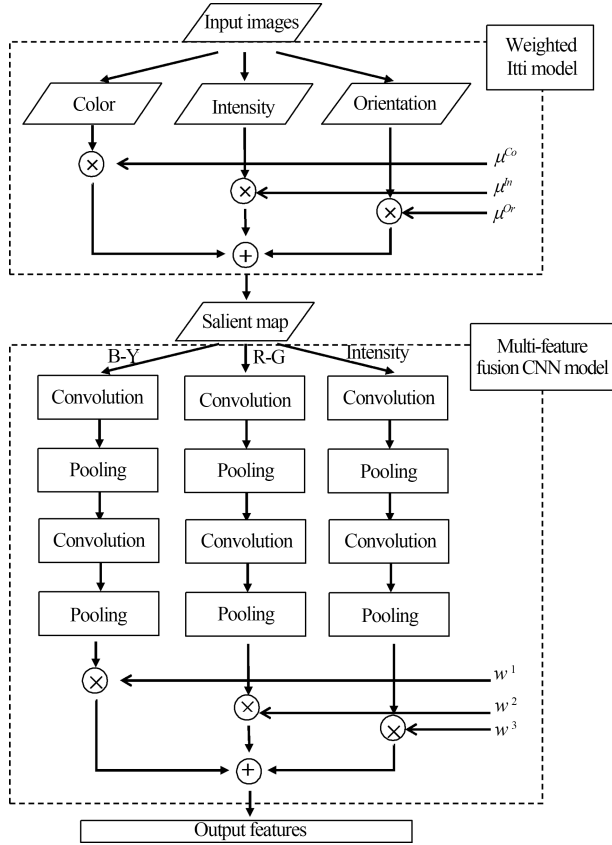 Input images
Weighted
Itti model
Color
Intensity
Orientation
×
μ^Co
×
μ^In
×
μ^Or
+
Salient map
Multi-feature
fusion CNN model
B-Y
R-G
Intensity
Convolution
Convolution
Convolution
Pooling
Pooling
Pooling
Convolution
Convolution
Convolution
Pooling
Pooling
Pooling
×
w^1
×
w^2
×
w^3
+
Output features